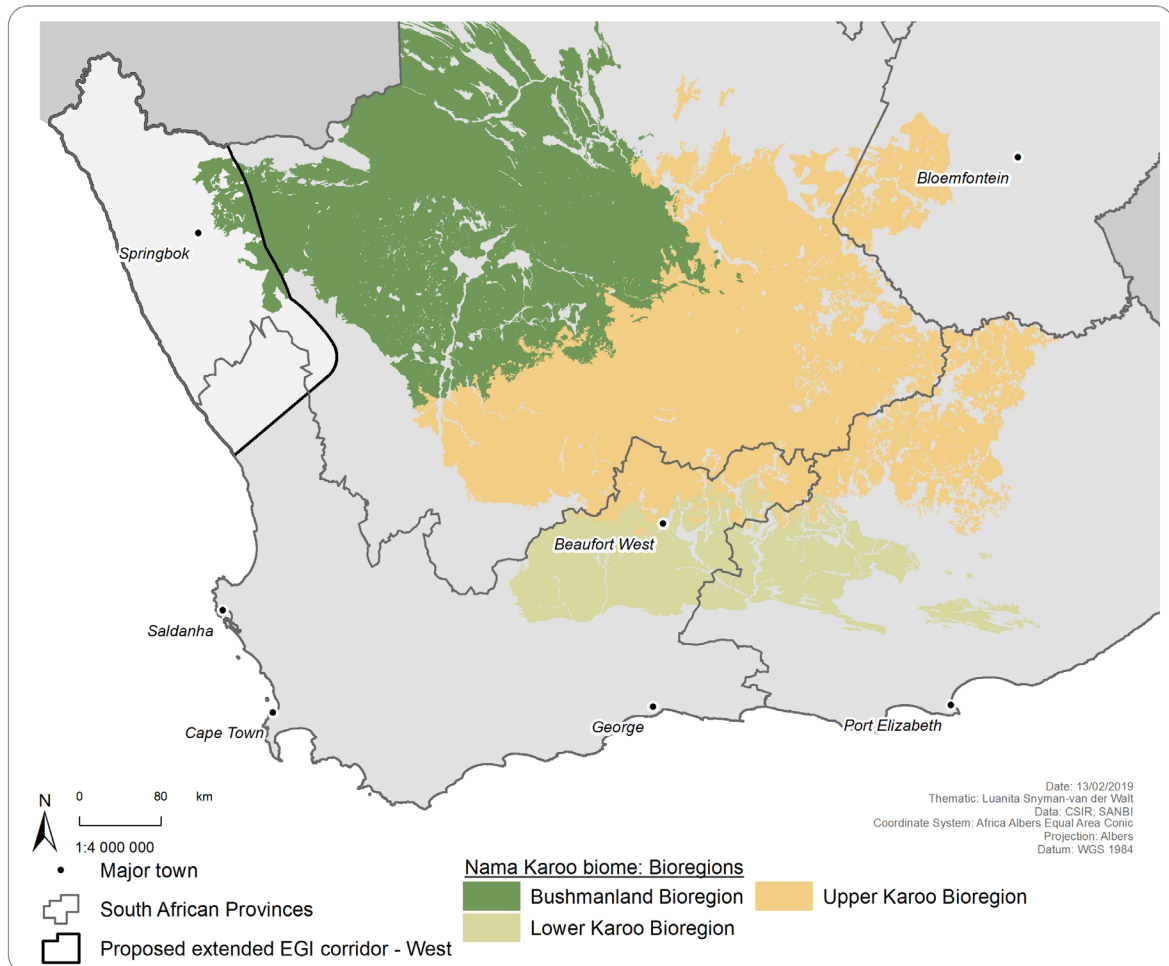 Bloemfontein
Springbok
Beaufort West
Saldanha
Cape Town
George
Port Elizabeth
Date: 13/02/2019
Thematic: Luanita Snyman-van der Walt
Data: CSIR; SANBI
Coordinate System: Africa Albers Equal Area Conic
Projection: Albers
Datum: WGS 1984
N
0 80 km
1:4 000 000
Major town
South African Provinces
Proposed extended EGI corridor - West
Nama Karoo biome: Bioregions
Bushmanland Bioregion
Upper Karoo Bioregion
Lower Karoo Bioregion